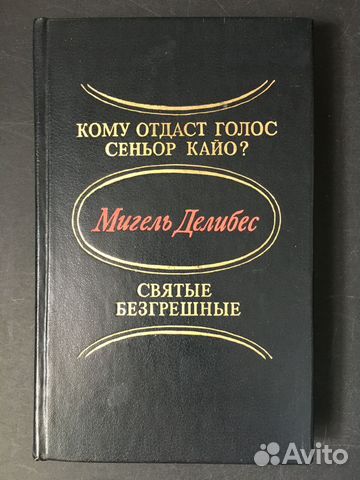 КОМУ ОТДАСТ ГОЛОС
СЕНЬОР КАЙО?
Мигель Делибес
СВЯТЫЕ
БЕЗГРЕШНЫЕ
Avito